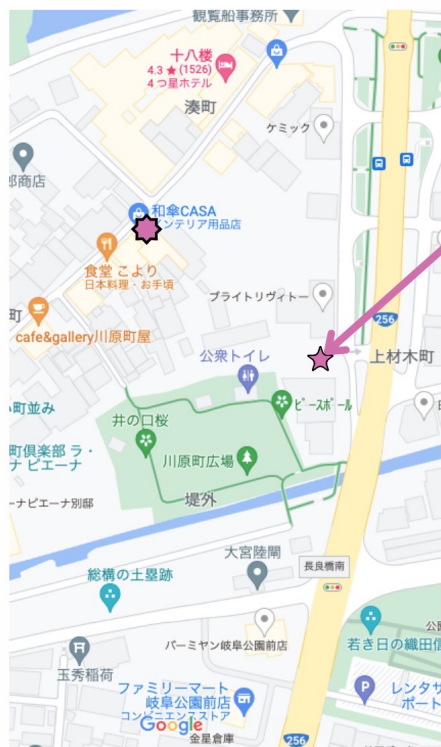 観覧船事務所
十八楼
4.3 ★ (1526)
4 つ星ホテル
湊町
ケミック
郎商店
和傘CASA
インテリア用品店
食堂 こより
日本料理・お手頃
町
ブライトリヴィトー
cafe&gallery川原町屋
256
公衆トイレ
上材木町
い町並み
ピースポール
井の口桜
町倶楽部 ラ・
ナ ピエーナ
川原町広場
ーナピエーナ別邸
堤外
大宮陸閘
長良橋南
総構の土塁跡
公園
パーミヤン岐阜公園前店
若き日の織田信
玉秀稲荷
ファミリーマート
岐阜公園前店
コンビニエンスストア
P
レンタサ
ポート
Google
金星倉庫
256